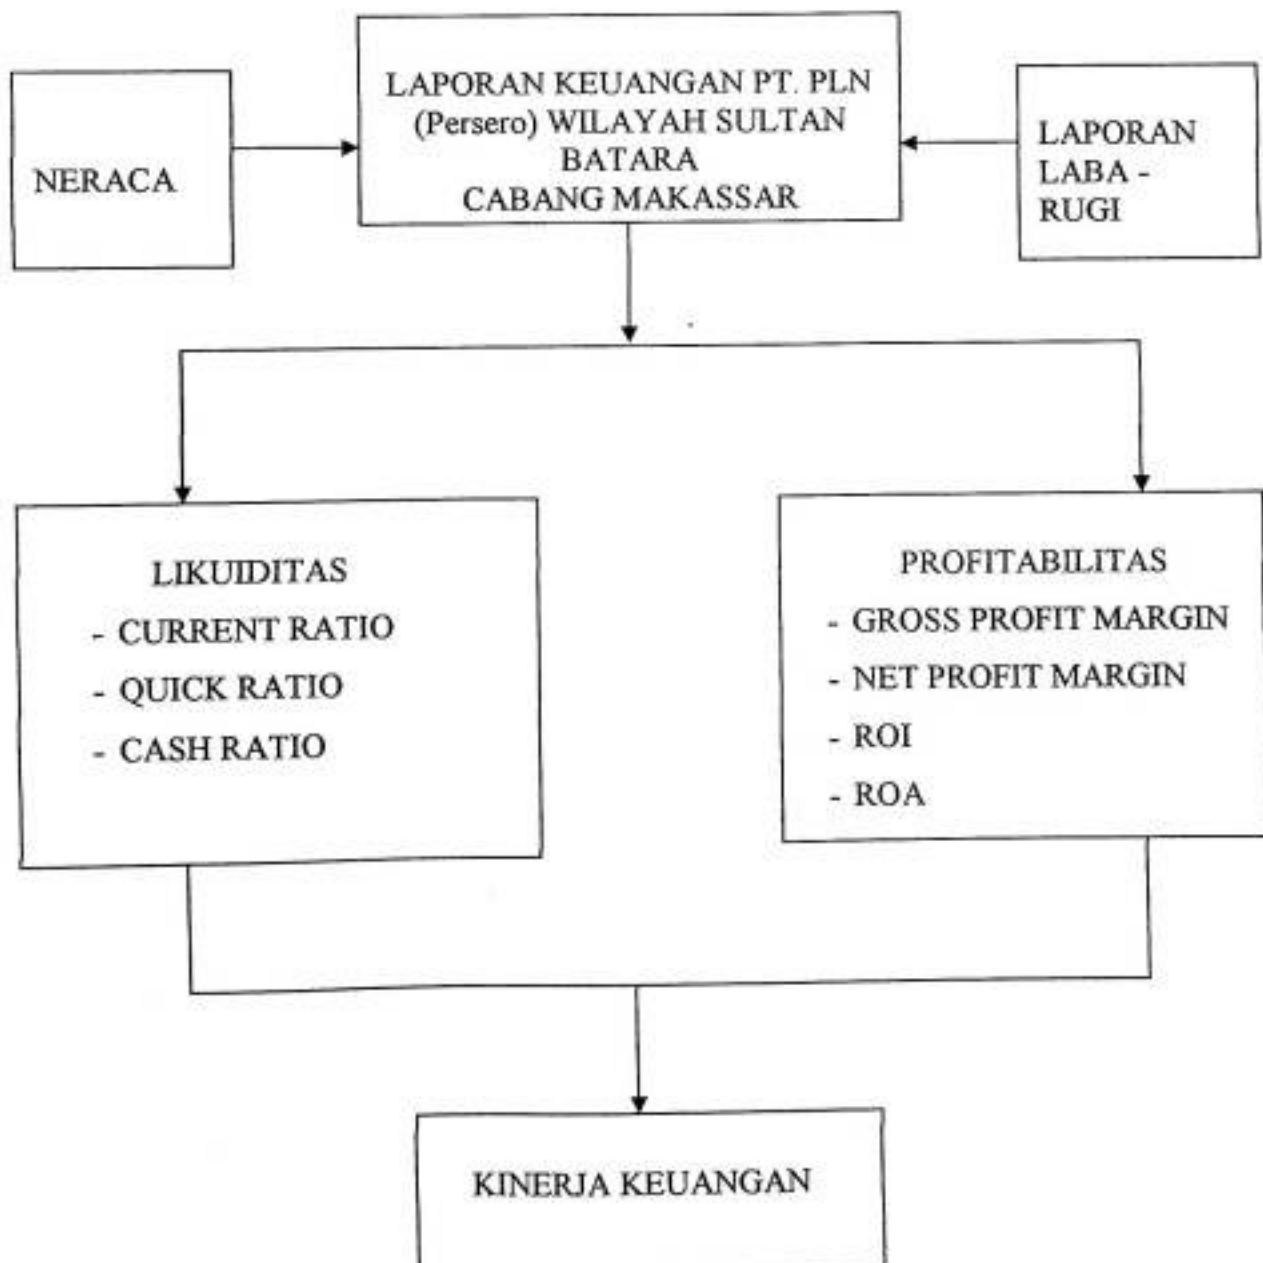 NERACA
LAPORAN KEUANGAN PT. PLN
(Persero) WILAYAH SULTAN
BATARA
CABANG MAKASSAR
LAPORAN
LABA -
RUGI
LIKUIDITAS
- CURRENT RATIO
- QUICK RATIO
- CASH RATIO
PROFITABILITAS
- GROSS PROFIT MARGIN
- NET PROFIT MARGIN
- ROI
- ROA
KINERJA KEUANGAN